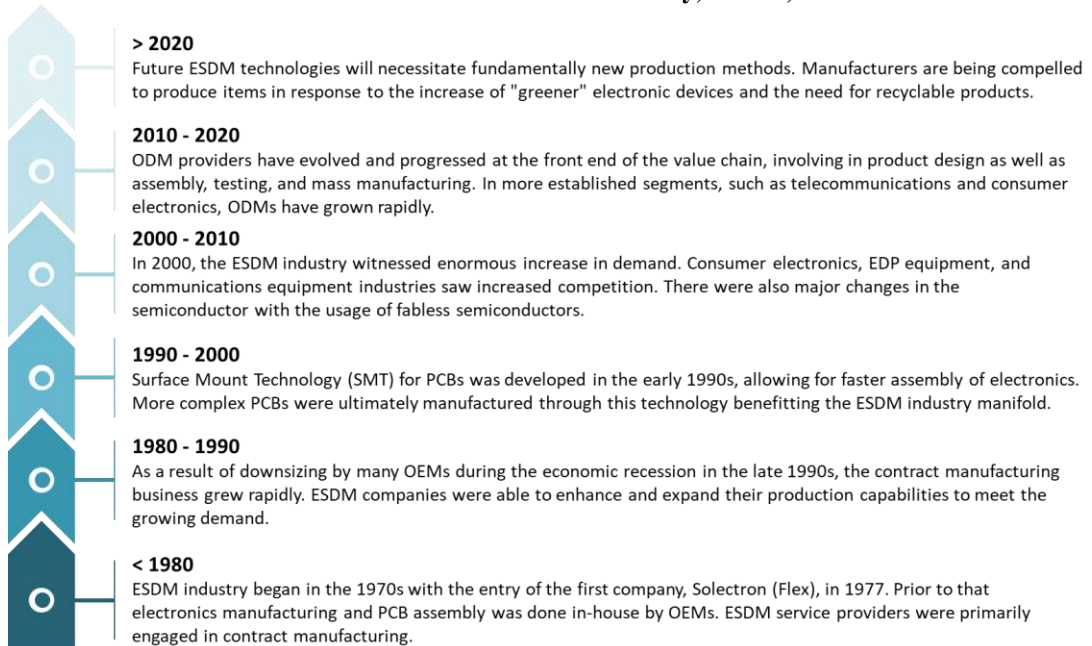 > 2020
Future ESDM technologies will necessitate fundamentally new production methods. Manufacturers are being compelled
to produce items in response to the increase of "greener" electronic devices and the need for recyclable products.
2010 - 2020
ODM providers have evolved and progressed at the front end of the value chain, involving in product design as well as
assembly, testing, and mass manufacturing. In more established segments, such as telecommunications and consumer
electronics, ODMs have grown rapidly.
2000 - 2010
In 2000, the ESDM industry witnessed enormous increase in demand. Consumer electronics, EDP equipment, and
communications equipment industries saw increased competition. There were also major changes in the
semiconductor with the usage of fabless semiconductors.
1990 - 2000
Surface Mount Technology (SMT) for PCBs was developed in the early 1990s, allowing for faster assembly of electronics.
More complex PCBs were ultimately manufactured through this technology benefitting the ESDM industry manifold.
1980 - 1990
As a result of downsizing by many OEMs during the economic recession in the late 1990s, the contract manufacturing
business grew rapidly. ESDM companies were able to enhance and expand their production capabilities to meet the
growing demand.
< 1980
ESDM industry began in the 1970s with the entry of the first company, Solectron (Flex), in 1977. Prior to that
electronics manufacturing and PCB assembly was done in-house by OEMs. ESDM service providers were primarily
engaged in contract manufacturing.